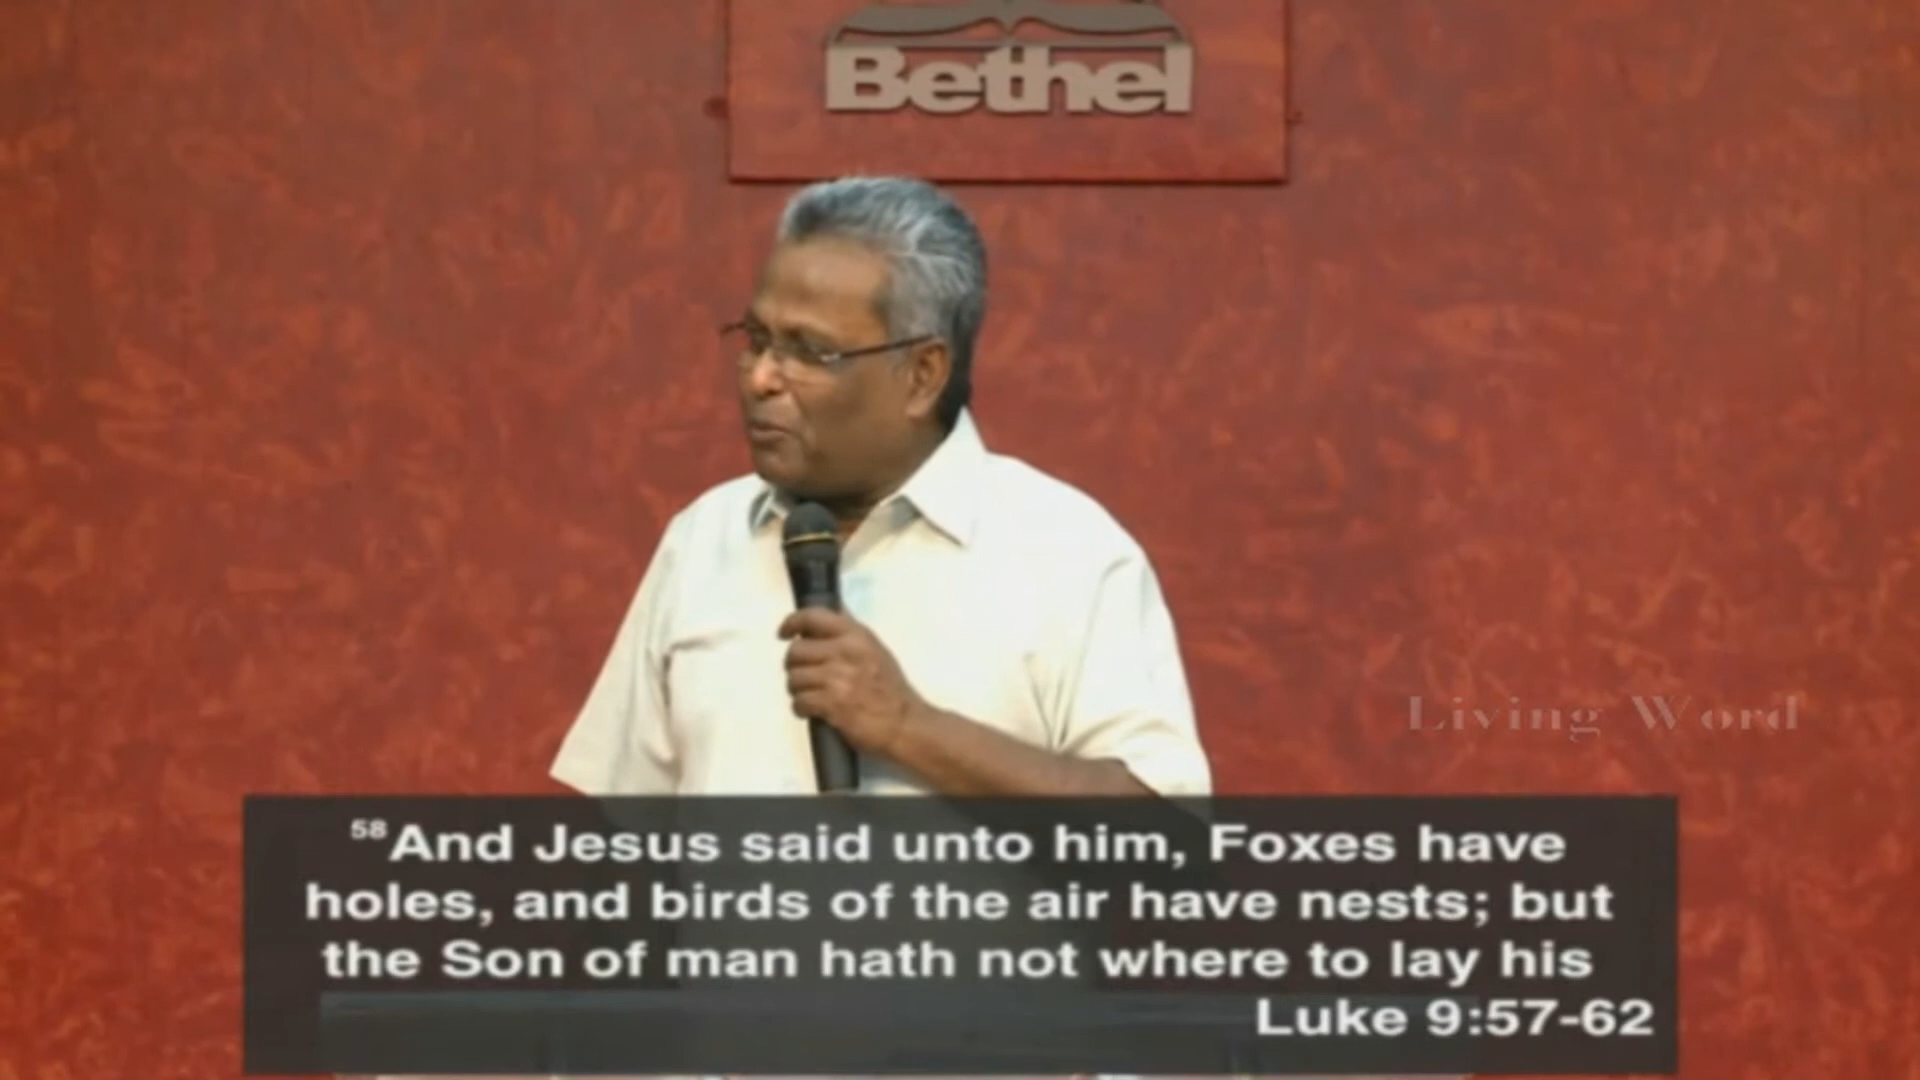 Bethel
Living Word
58And Jesus said unto him, Foxes have
holes, and birds of the air have nests; but
the Son of man hath not where to lay his
Luke 9:57-62